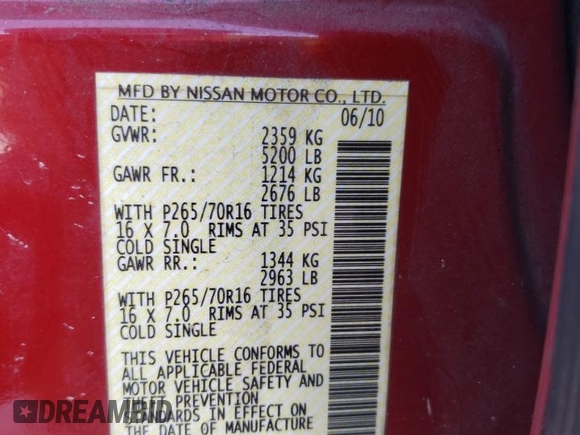 MFD BY NISSAN MOTOR CO., LTD.
DATE: 06/10
GVWR: 2359 KG
5200 LB
GAWR FR.: 1214 KG
2676 LB
WITH P265/70R16 TIRES
16 X 7.0 RIMS AT 35 PSI
COLD SINGLE
GAWR RR.: 1344 KG
2963 LB
WITH P265/70R16 TIRES
16 X 7.0 RIMS AT 35 PSI
COLD SINGLE
THIS VEHICLE CONFORMS TO
ALL APPLICABLE FEDERAL
MOTOR VEHICLE SAFETY AND
PREVENTION
STANDARDS IN EFFECT ON
THE DATE OF MANUFACTURE
DREAMBID